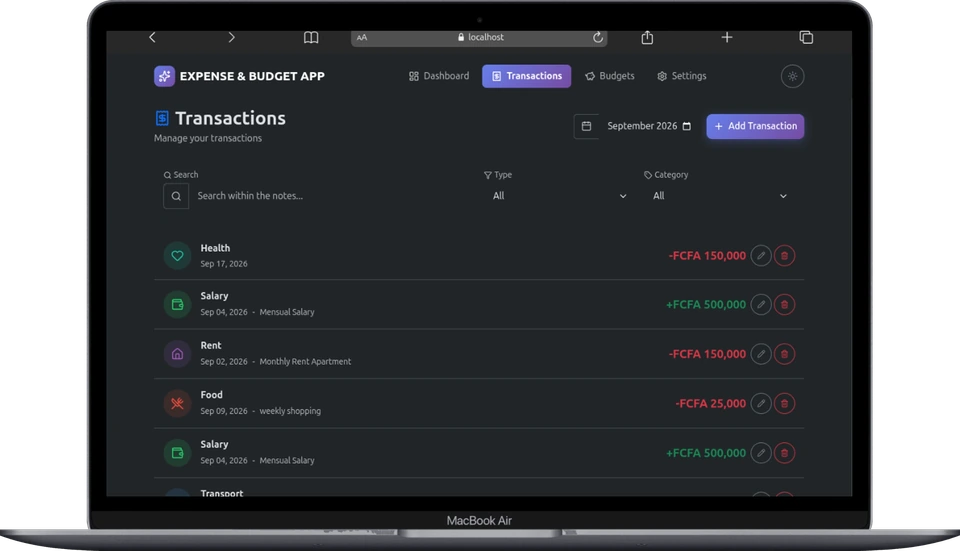 AA localhost
EXPENSE & BUDGET APP
Dashboard Transactions Budgets Settings
Transactions
Manage your transactions
September 2026
+ Add Transaction
Search
Search within the notes...
Type
All
Category
All
Health
Sep 17, 2026
-FCFA 150,000
Salary
Sep 04, 2026 - Mensual Salary
+FCFA 500,000
Rent
Sep 02, 2026 - Monthly Rent Apartment
-FCFA 150,000
Food
Sep 09, 2026 - weekly shopping
-FCFA 25,000
Salary
Sep 04, 2026 - Mensual Salary
+FCFA 500,000
Transport
MacBook Air